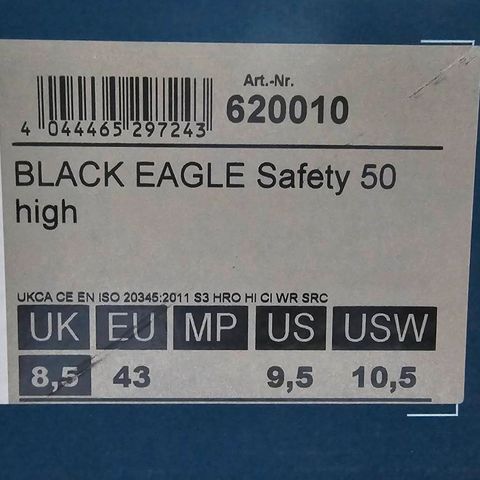 Art.-Nr.
4 044465 297243 620010
BLACK EAGLE Safety 50
high
UKCA CE EN ISO 20345:2011 S3 HRO HI CI WR SRC
UK EU MP US USW
8,5 43 9,5 10,5